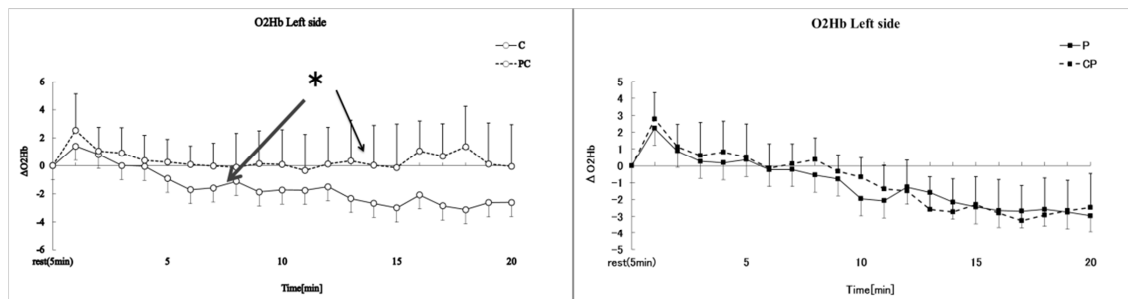 O2Hb Left side
C
PC
*
6
4
2
0
-2
-4
-6
ΔO2Hb
rest(5min) 5 10 15 20
Time[min]
O2Hb Left side
P
CP
5
4
3
2
1
0
-1
-2
-3
-4
-5
Δ O2Hb
rest(5min) 5 10 15 20
Time[min]